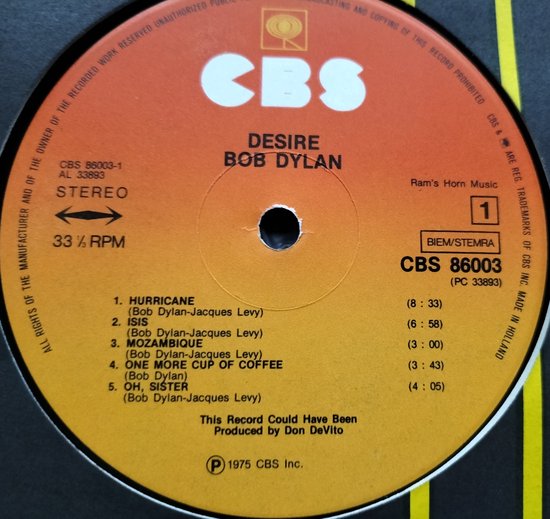 ALL RIGHTS OF THE MANUFACTURER AND OF THE OWNER OF THE RECORDED WORK RESERVED UNAUTHORIZED PUBLIC BROADCASTING AND COPYING OF THIS RECORD PROHIBITED
CBS & ARE REG. TRADEMARKS OF CBS INC. MADE IN HOLLAND
CBS
DESIRE
BOB DYLAN
CBS 86003-1
AL 33893
STEREO
33 ⅓ RPM
Ram's Horn Music
1
BIEM/STEMRA
CBS 86003
(PC 33893)
1. HURRICANE (8 : 33)
(Bob Dylan-Jacques Levy)
2. ISIS (6 : 58)
(Bob Dylan-Jacques Levy)
3. MOZAMBIQUE (3 : 00)
(Bob Dylan-Jacques Levy)
4. ONE MORE CUP OF COFFEE (3 : 43)
(Bob Dylan)
5. OH, SISTER (4 : 05)
(Bob Dylan-Jacques Levy)
This Record Could Have Been
Produced by Don DeVito
℗ 1975 CBS Inc.